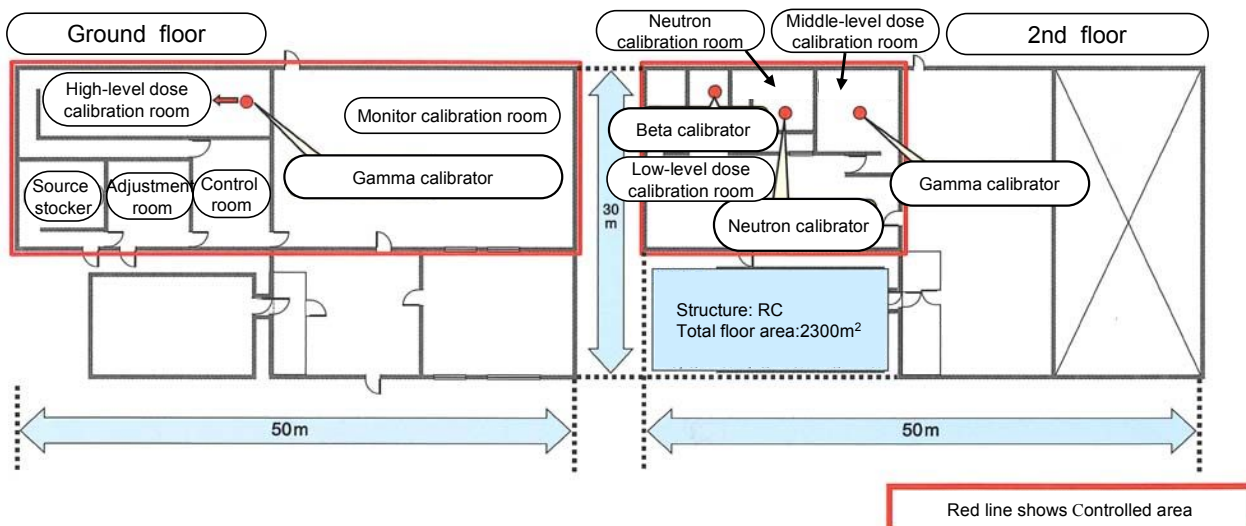 Ground floor
Neutron
calibration room
Middle-level dose
calibration room
2nd floor
High-level dose
calibration room
Monitor calibration room
Beta calibrator
Gamma calibrator
Low-level dose
calibration room
Gamma calibrator
Source
stocker
Adjustment
room
Control
room
30
m
Neutron calibrator
Structure: RC
Total floor area:2300m²
50m
50m
Red line shows Controlled area